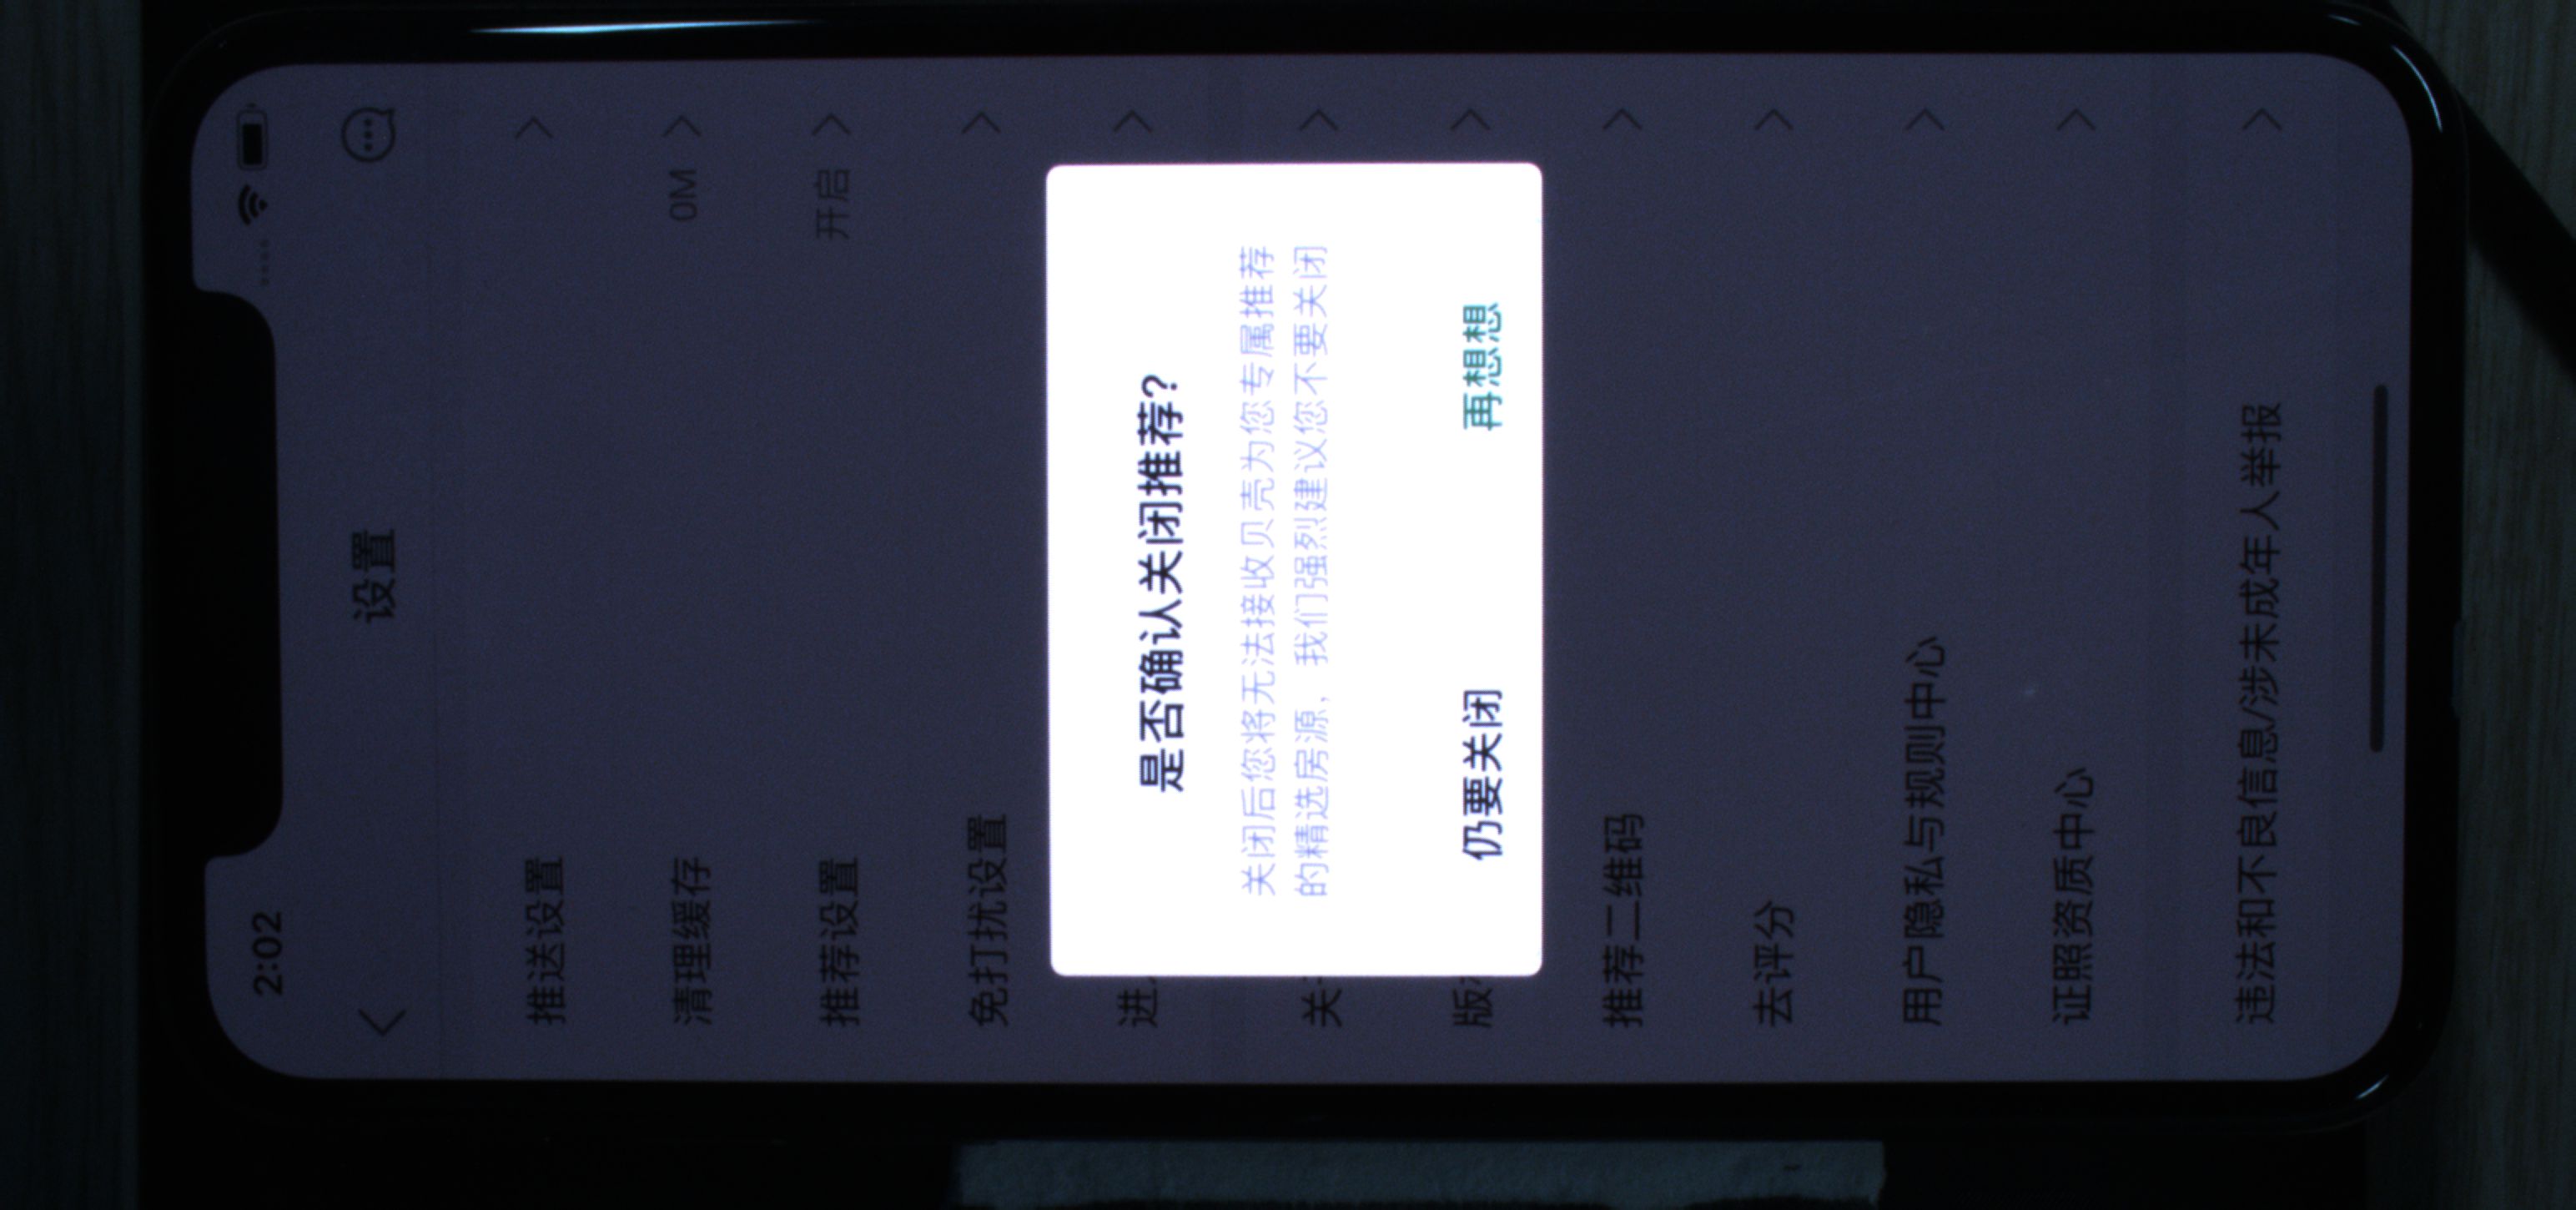 2:02
设置
推送设置
清理缓存 0M
推荐设置 开启
免打扰设置
进
是否确认关闭推荐?
关闭后您将无法接收贝壳为您专属推荐
的精选房源，我们强烈建议您不要关闭
关
版
仍要关闭 再想想
推荐二维码
去评分
用户隐私与规则中心
证照资质中心
违法和不良信息/涉未成年人举报